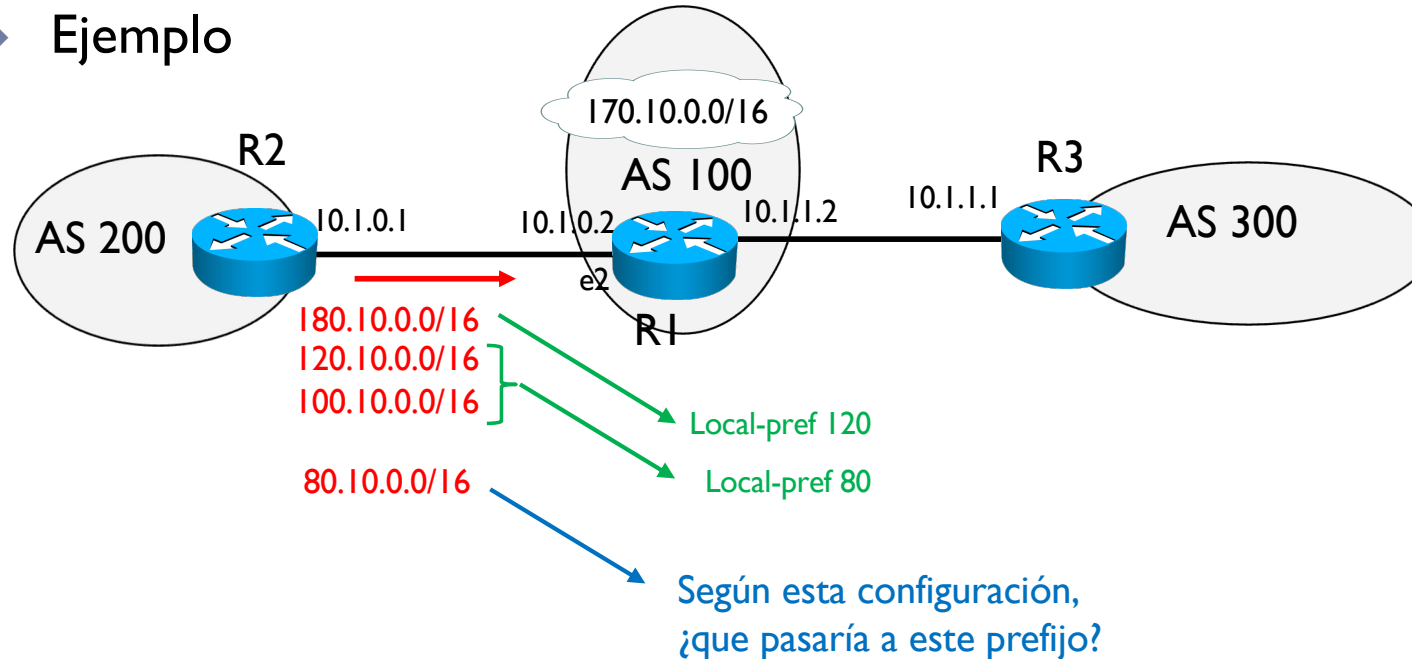 Ejemplo
170.10.0.0/16
R2
AS 100
R3
AS 200
10.1.0.1
10.1.0.2
10.1.1.2
10.1.1.1
AS 300
e2
R1
180.10.0.0/16
120.10.0.0/16
100.10.0.0/16
Local-pref 120
80.10.0.0/16
Local-pref 80
Según esta configuración,
¿que pasaría a este prefijo?